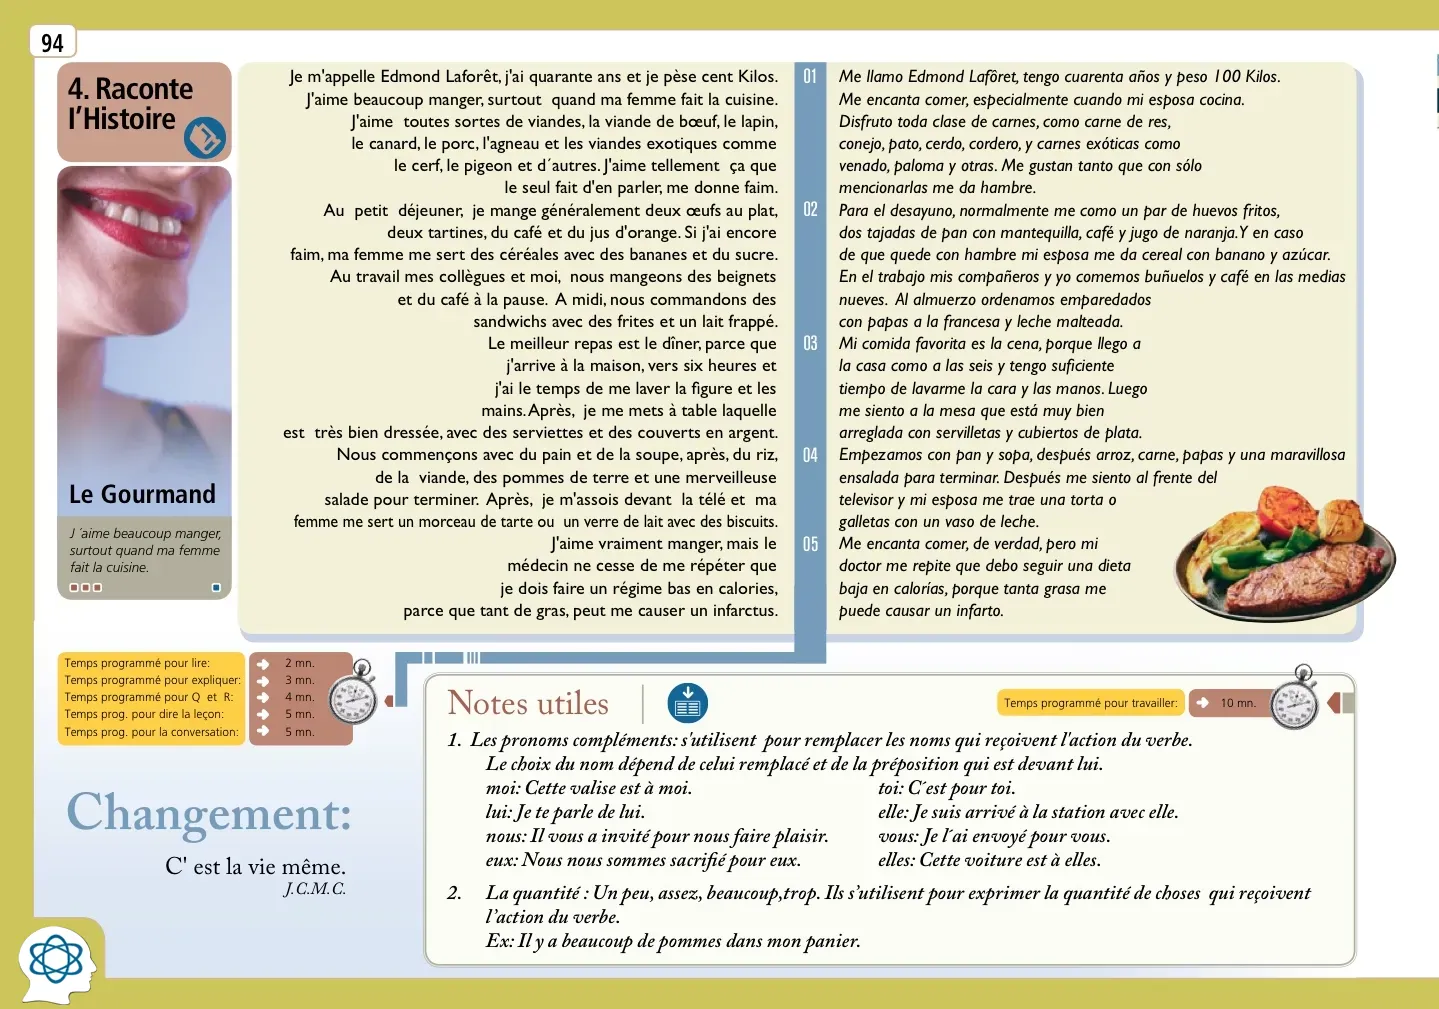 94
4. Raconte
l'Histoire
Le Gourmand
J ´aime beaucoup manger,
surtout quand ma femme
fait la cuisine.
Je m'appelle Edmond Laforêt, j'ai quarante ans et je pèse cent Kilos.
J'aime beaucoup manger, surtout quand ma femme fait la cuisine.
J'aime toutes sortes de viandes, la viande de bœuf, le lapin,
le canard, le porc, l'agneau et les viandes exotiques comme
le cerf, le pigeon et d´autres. J'aime tellement ça que
le seul fait d'en parler, me donne faim.
Au petit déjeuner, je mange généralement deux œufs au plat,
deux tartines, du café et du jus d'orange. Si j'ai encore
faim, ma femme me sert des céréales avec des bananes et du sucre.
Au travail mes collègues et moi, nous mangeons des beignets
et du café à la pause. A midi, nous commandons des
sandwichs avec des frites et un lait frappé.
Le meilleur repas est le dîner, parce que
j'arrive à la maison, vers six heures et
j'ai le temps de me laver la figure et les
mains. Après, je me mets à table laquelle
est très bien dressée, avec des serviettes et des couverts en argent.
Nous commençons avec du pain et de la soupe, après, du riz,
de la viande, des pommes de terre et une merveilleuse
salade pour terminer. Après, je m'assois devant la télé et ma
femme me sert un morceau de tarte ou un verre de lait avec des biscuits.
J'aime vraiment manger, mais le
médecin ne cesse de me répéter que
je dois faire un régime bas en calories,
parce que tant de gras, peut me causer un infarctus.
01
02
03
04
05
Me llamo Edmond Lafôret, tengo cuarenta años y peso 100 Kilos.
Me encanta comer, especialmente cuando mi esposa cocina.
Disfruto toda clase de carnes, como carne de res,
conejo, pato, cerdo, cordero, y carnes exóticas como
venado, paloma y otras. Me gustan tanto que con sólo
mencionarlas me da hambre.
Para el desayuno, normalmente me como un par de huevos fritos,
dos tajadas de pan con mantequilla, café y jugo de naranja. Y en caso
de que quede con hambre mi esposa me da cereal con banano y azúcar.
En el trabajo mis compañeros y yo comemos buñuelos y café en las medias
nueves. Al almuerzo ordenamos emparedados
con papas a la francesa y leche malteada.
Mi comida favorita es la cena, porque llego a
la casa como a las seis y tengo suficiente
tiempo de lavarme la cara y las manos. Luego
me siento a la mesa que está muy bien
arreglada con servilletas y cubiertos de plata.
Empezamos con pan y sopa, después arroz, carne, papas y una maravillosa
ensalada para terminar. Después me siento al frente del
televisor y mi esposa me trae una torta o
galletas con un vaso de leche.
Me encanta comer, de verdad, pero mi
doctor me repite que debo seguir una dieta
baja en calorías, porque tanta grasa me
puede causar un infarto.
Temps programmé pour lire: 2 mn.
Temps programmé pour expliquer: 3 mn.
Temps programmé pour Q et R: 4 mn.
Temps prog. pour dire la leçon: 5 mn.
Temps prog. pour la conversation: 5 mn.
Changement:
C' est la vie même.
J.C.M.C.
Notes utiles
Temps programmé pour travailler: 10 mn.
1. Les pronoms compléments: s'utilisent pour remplacer les noms qui reçoivent l'action du verbe.
Le choix du nom dépend de celui remplacé et de la préposition qui est devant lui.
moi: Cette valise est à moi. toi: C´est pour toi.
lui: Je te parle de lui. elle: Je suis arrivé à la station avec elle.
nous: Il vous a invité pour nous faire plaisir. vous: Je l´ai envoyé pour vous.
eux: Nous nous sommes sacrifié pour eux. elles: Cette voiture est à elles.
2. La quantité : Un peu, assez, beaucoup,trop. Ils s'utilisent pour exprimer la quantité de choses qui reçoivent
l'action du verbe.
Ex: Il y a beaucoup de pommes dans mon panier.